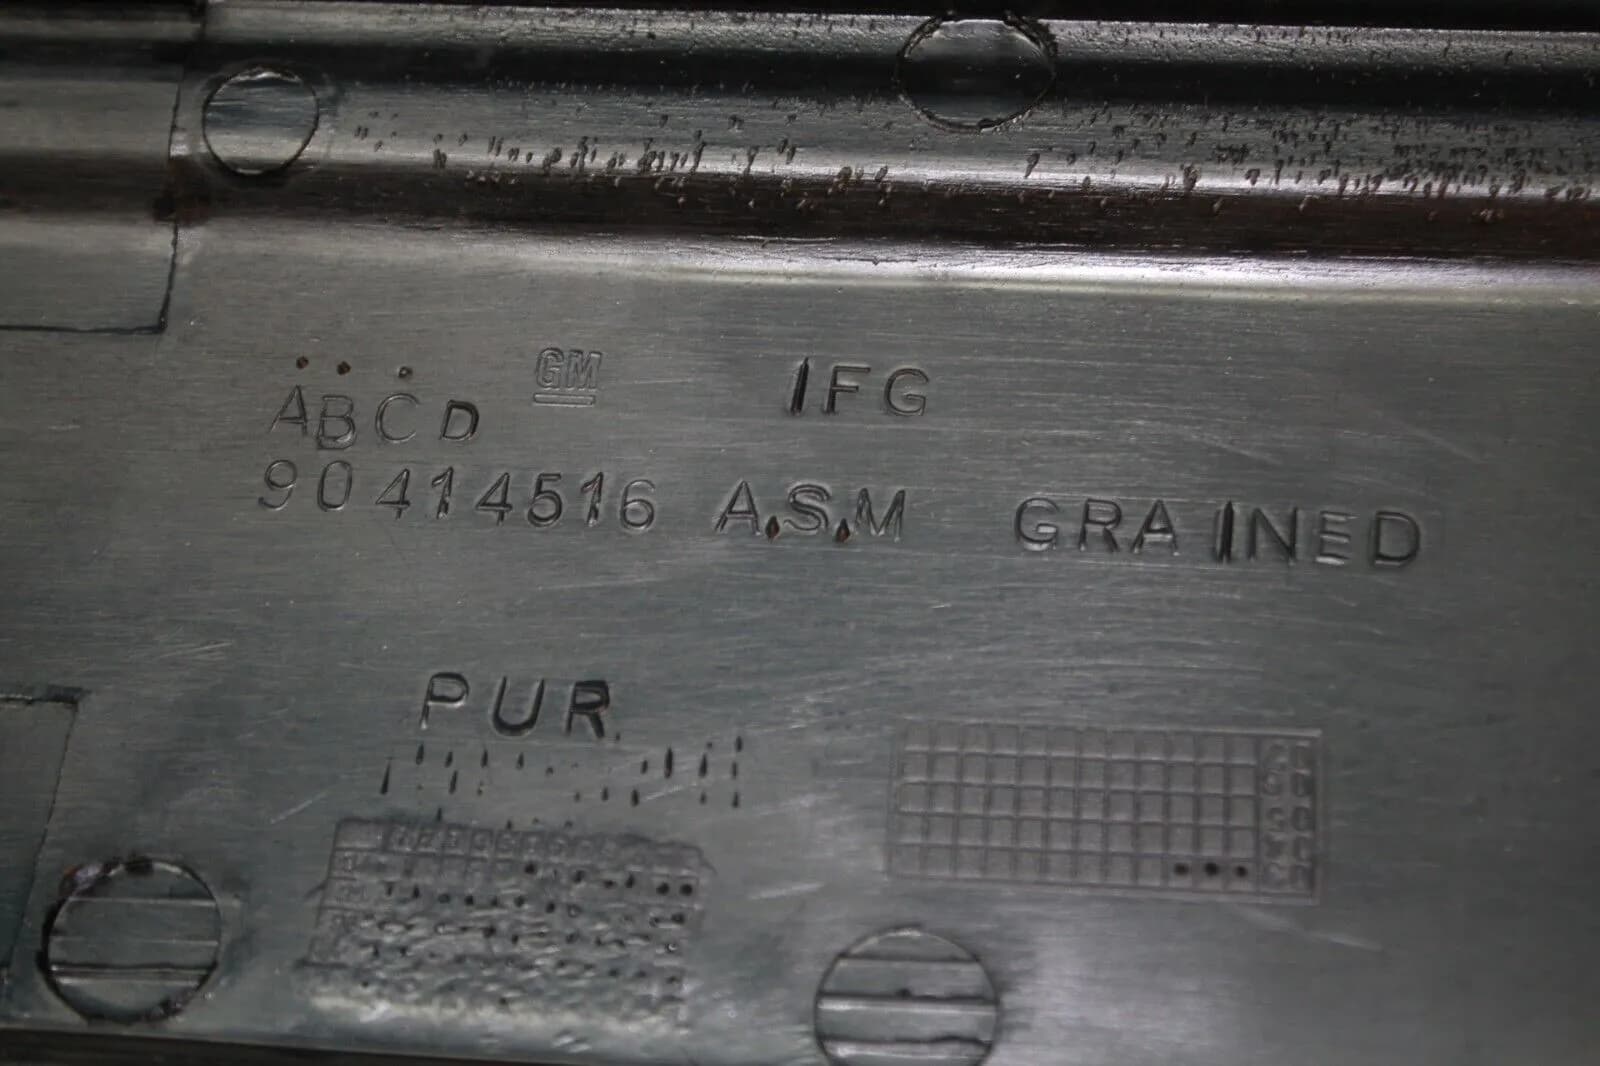 GM IFG
ABCD
90414516 A.S.M GRAINED
PUR.